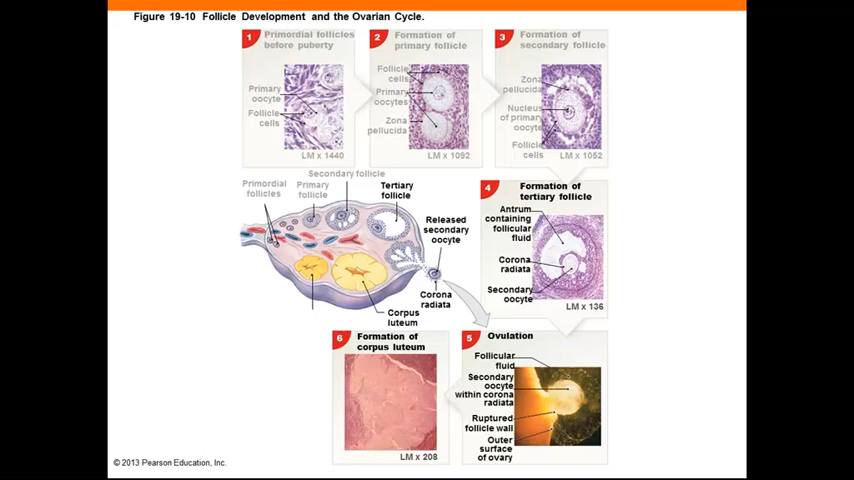 Figure 19-10 Follicle Development and the Ovarian Cycle.
1
Primordial follicles
before puberty
Primary
oocyte
Follicle
cells
LM x 1440
2
Formation of
primary follicle
Follicle
cells
Primary
oocytes
Zona
pellucida
LM x 1092
3
Formation of
secondary follicle
Zona
pellucida
Nucleus
of primary
oocyte
Follicle
cells
LM x 1052
Primordial
follicles
Primary
follicle
Secondary follicle
Tertiary
follicle
Released
secondary
oocyte
Corona
radiata
Corpus
luteum
4
Formation of
tertiary follicle
Antrum
containing
follicular
fluid
Corona
radiata
Secondary
oocyte
LM x 136
5
Ovulation
Follicular
fluid
Secondary
oocyte
within corona
radiata
Ruptured
follicle wall
Outer
surface
of ovary
6
Formation of
corpus luteum
LM x 208
© 2013 Pearson Education, Inc.